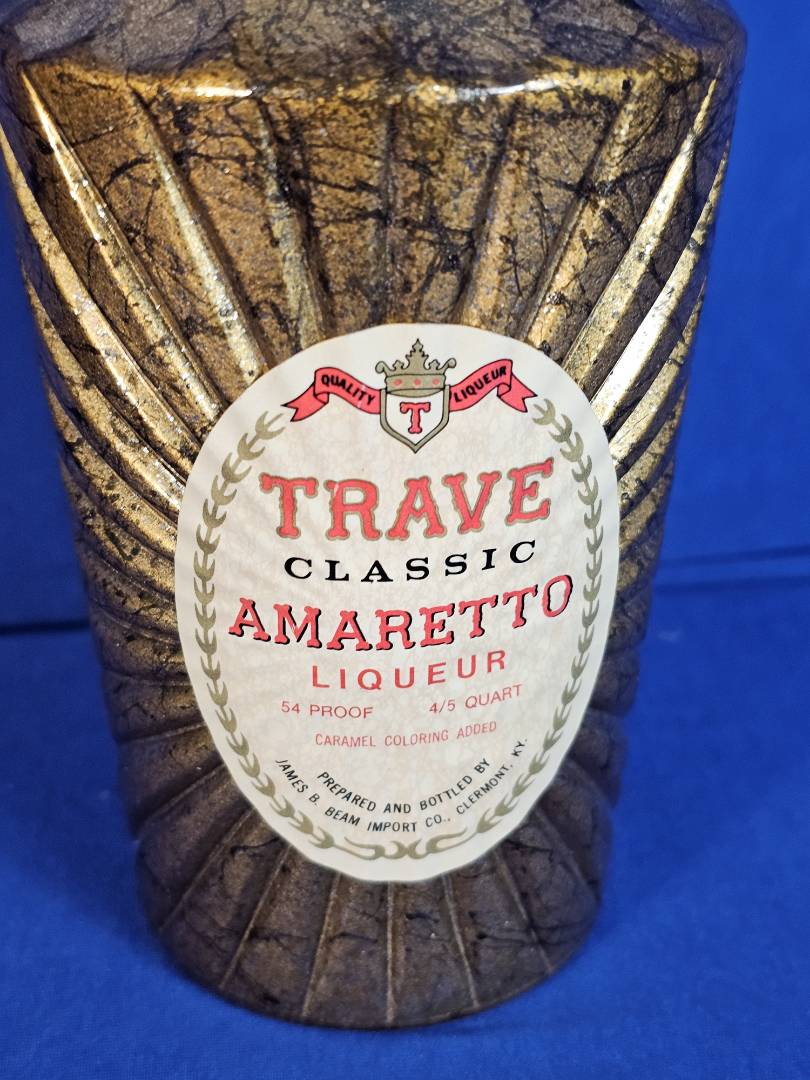 QUALITY LIQUEUR
T
TRAVE
CLASSIC
AMARETTO
LIQUEUR
54 PROOF 4/5 QUART
CARAMEL COLORING ADDED
PREPARED AND BOTTLED BY
JAMES B. BEAM IMPORT CO., CLERMONT, KY.